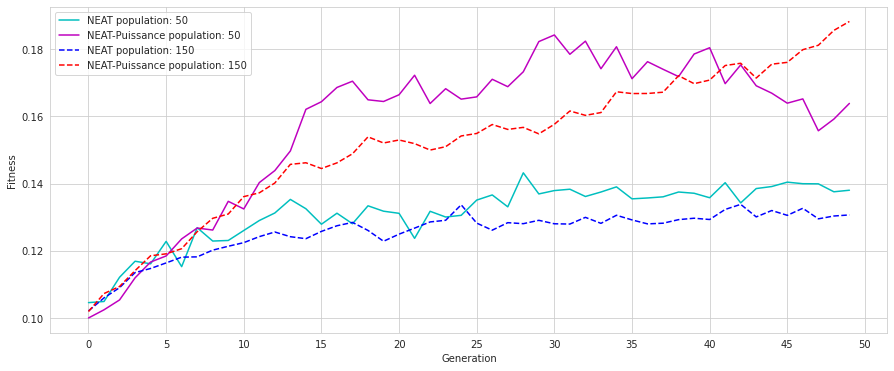 NEAT population: 50
NEAT-Puissance population: 50
NEAT population: 150
NEAT-Puissance population: 150
0.18
0.16
0.14
0.12
0.10
Fitness
0 5 10 15 20 25 30 35 40 45 50
Generation